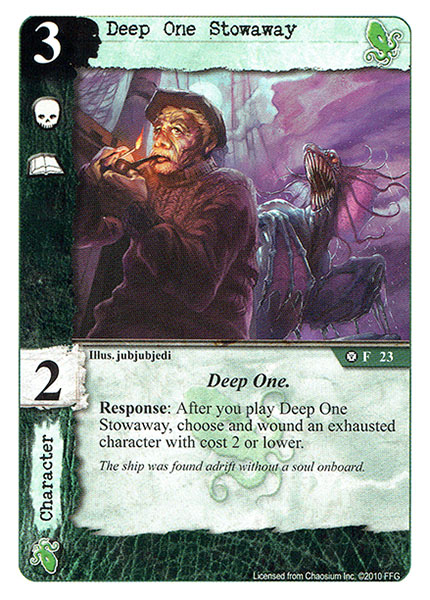 3
Deep One Stowaway
Illus. jubjubjedi
F 23
2
Character
Deep One.
Response: After you play Deep One
Stowaway, choose and wound an exhausted
character with cost 2 or lower.
The ship was found adrift without a soul onboard.
Licensed from Chaosium Inc. ©2010 FFG